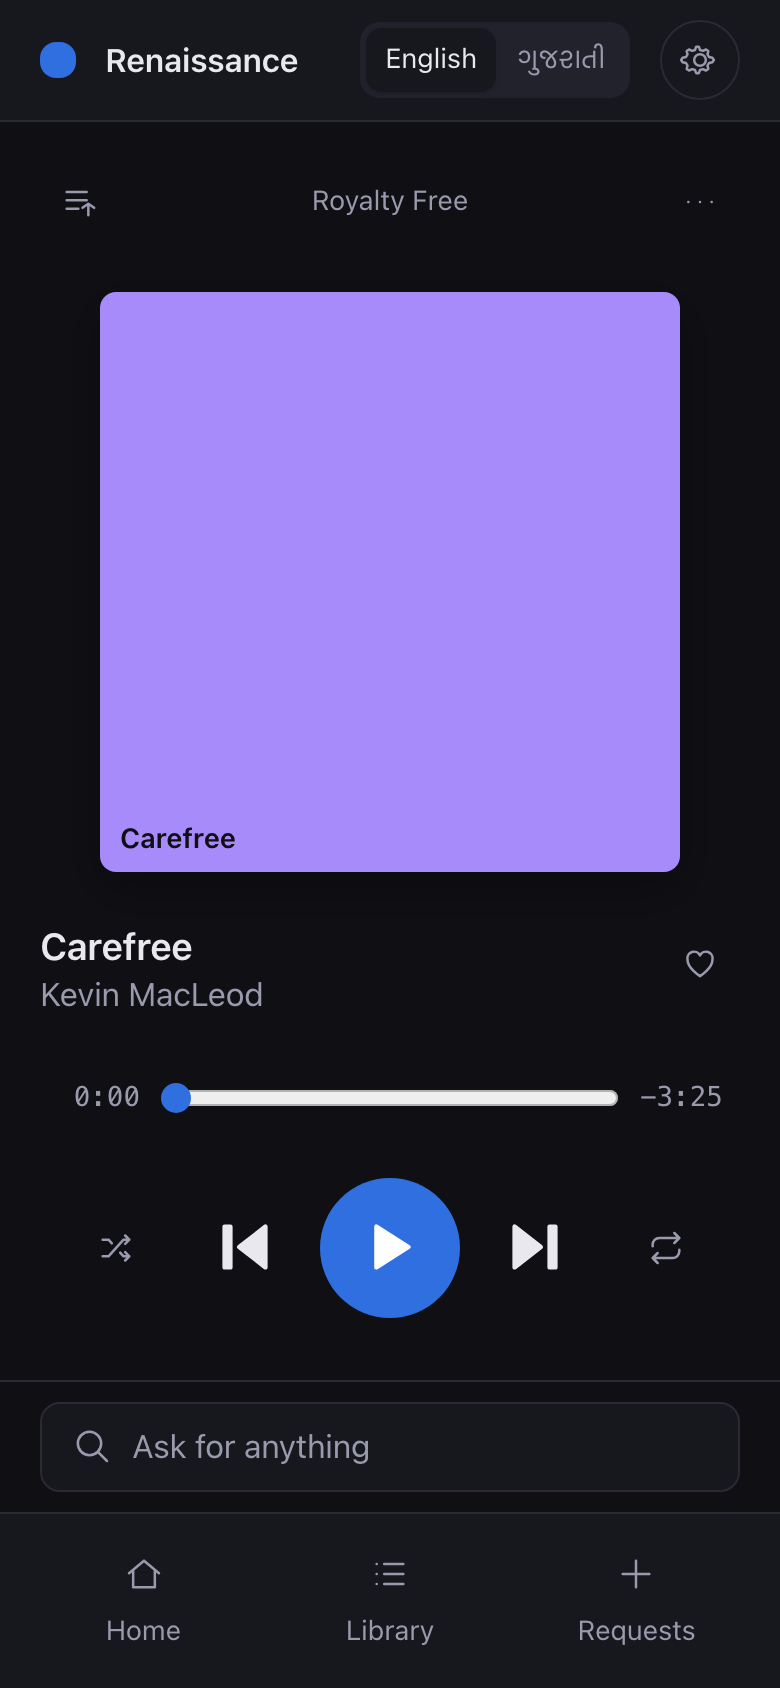 Renaissance
English
ગુજરાતી
Royalty Free
Carefree
Carefree
Kevin MacLeod
0:00
−3:25
Ask for anything
Home
Library
Requests